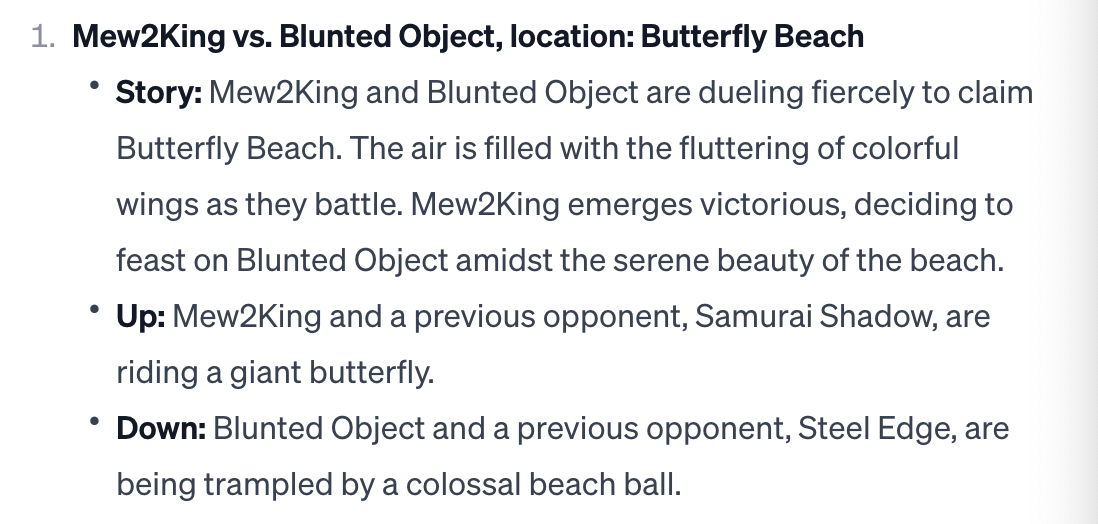 1. Mew2King vs. Blunted Object, location: Butterfly Beach
• Story: Mew2King and Blunted Object are dueling fiercely to claim
Butterfly Beach. The air is filled with the fluttering of colorful
wings as they battle. Mew2King emerges victorious, deciding to
feast on Blunted Object amidst the serene beauty of the beach.
• Up: Mew2King and a previous opponent, Samurai Shadow, are
riding a giant butterfly.
• Down: Blunted Object and a previous opponent, Steel Edge, are
being trampled by a colossal beach ball.